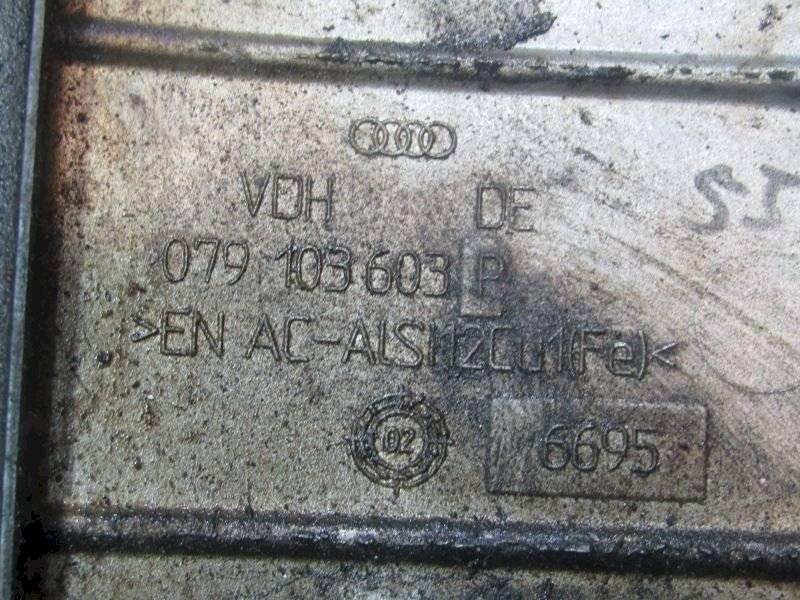 VDH DE
079 103 603 P
>EN AC-AlSi12Cu1(Fe)<
02 6695